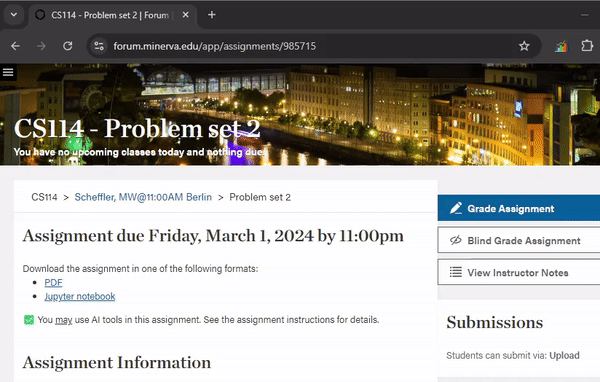 CS114 - Problem set 2 | Forum |
forum.minerva.edu/app/assignments/985715
CS114 - Problem set 2
You have no upcoming classes today and nothing due.
CS114 > Scheffler, MW@11:00AM Berlin > Problem set 2
Assignment due Friday, March 1, 2024 by 11:00pm
Download the assignment in one of the following formats:
• PDF
• Jupyter notebook
✅ You may use AI tools in this assignment. See the assignment instructions for details.
Assignment Information
Grade Assignment
Blind Grade Assignment
View Instructor Notes
Submissions
Students can submit via: Upload